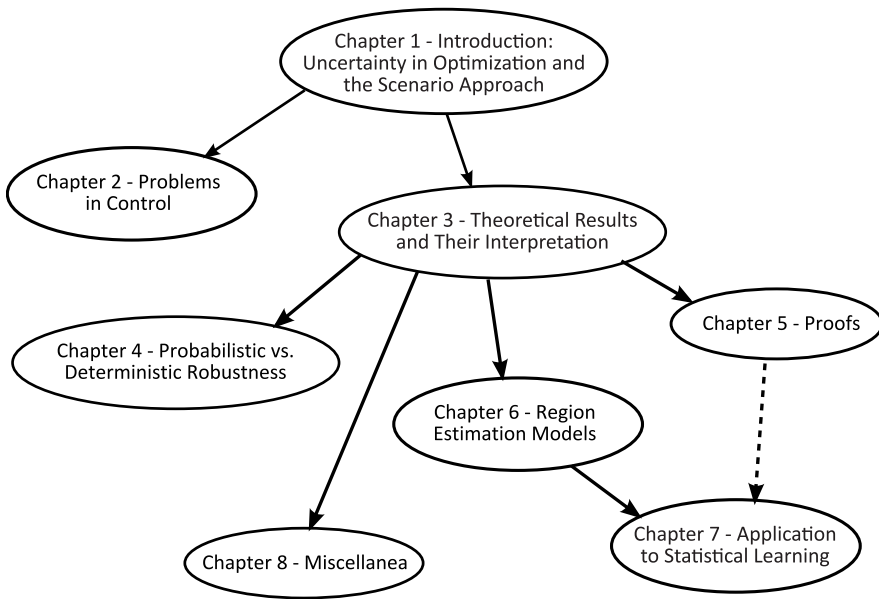 Chapter 1 - Introduction:
Uncertainty in Optimization and
the Scenario Approach
Chapter 2 - Problems
in Control
Chapter 3 - Theoretical Results
and Their Interpretation
Chapter 4 - Probabilistic vs.
Deterministic Robustness
Chapter 5 - Proofs
Chapter 6 - Region
Estimation Models
Chapter 7 - Application
to Statistical Learning
Chapter 8 - Miscellanea